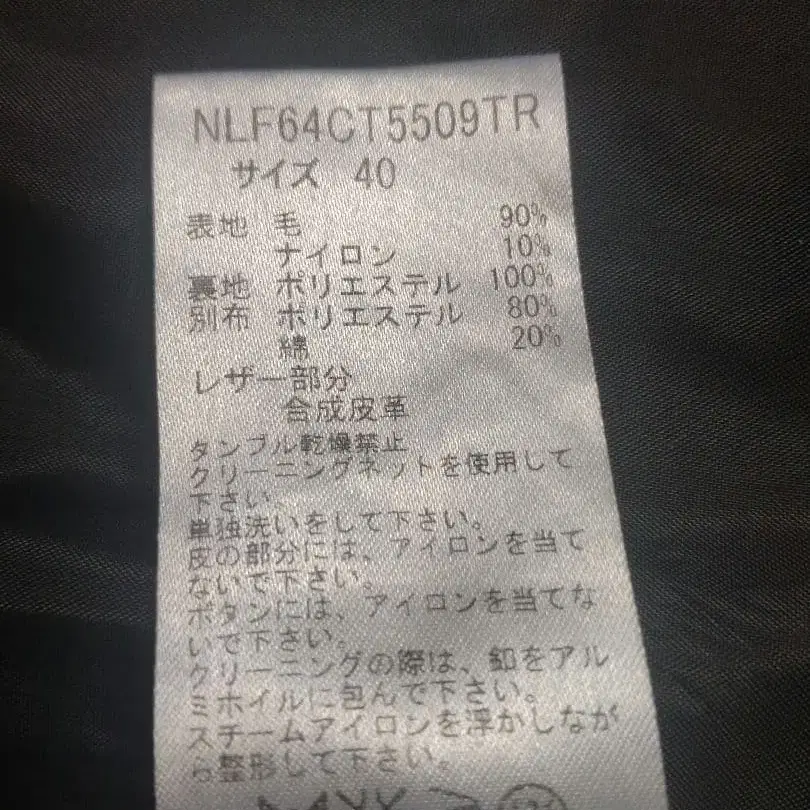 NLF64CT5509TR
サイズ 40
表地 毛 90%
ナイロン 10%
裏地 ポリエステル 100%
別布 ポリエステル 80%
綿 20%
レザー部分
合成皮革
タンブル乾燥禁止
クリーニングネットを使用して
下さい。
単独洗いをして下さい。
皮の部分には、アイロンを当て
ないで下さい。
ボタンには、アイロンを当てな
いで下さい。
クリーニングの際は、釦をアル
ミホイルに包んで下さい。
スチームアイロンを浮かしなが
ら整形して下さい。